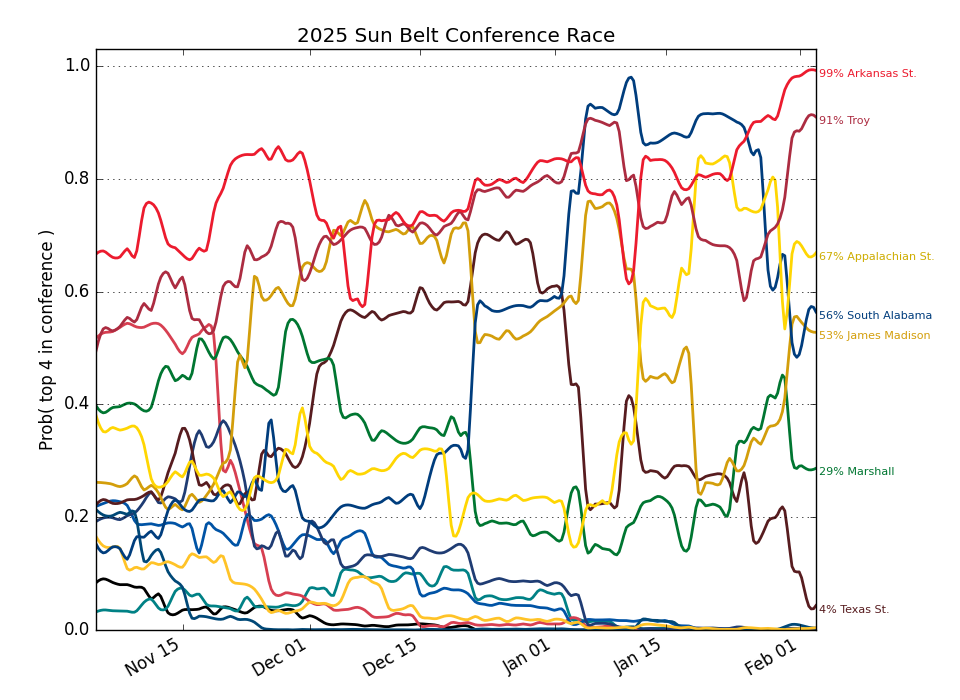 2025 Sun Belt Conference Race
Prob( top 4 in conference )
1.0
0.8
0.6
0.4
0.2
0.0
Nov 15
Dec 01
Dec 15
Jan 01
Jan 15
Feb 01
99% Arkansas St.
91% Troy
67% Appalachian St.
56% South Alabama
53% James Madison
29% Marshall
4% Texas St.